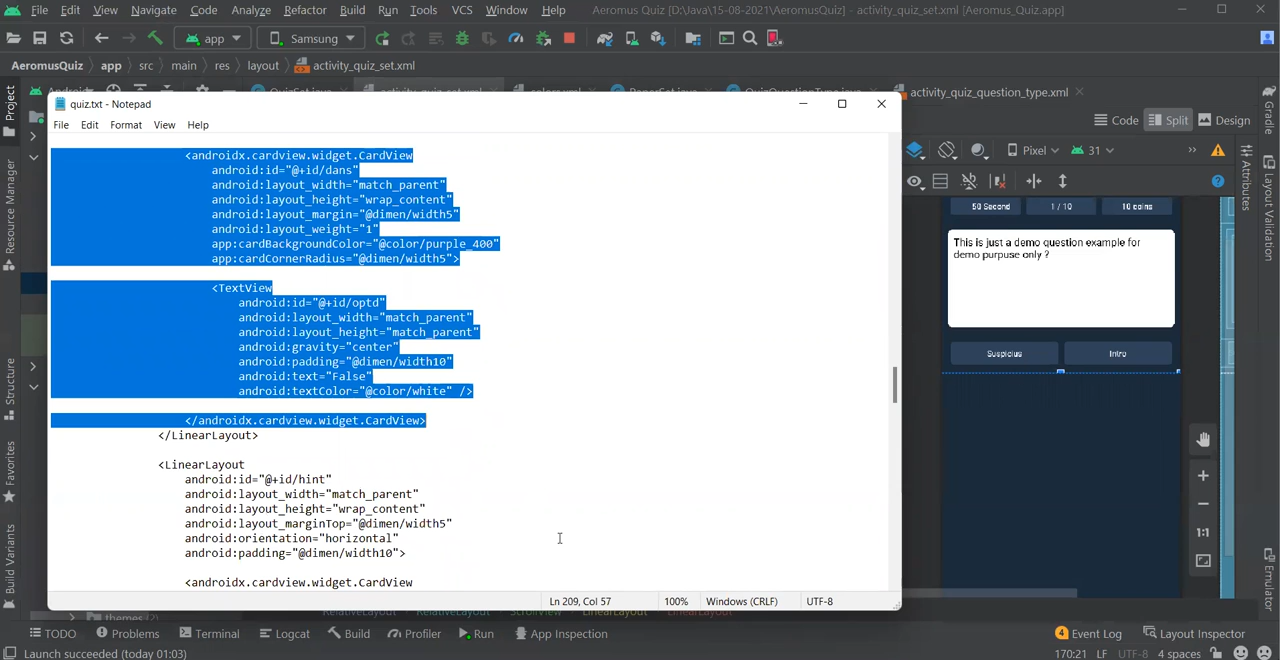 File Edit View Navigate Code Analyze Refactor Build Run Tools VCS Window Help Aeromus Quiz [D:\Java\15-08-2021\AeromusQuiz] - activity_quiz_set.xml [Aeromus_Quiz.app]
app Samsung
AeromusQuiz app src main res layout activity_quiz_set.xml
activity_quiz_question_type.xml
quiz.txt - Notepad
File Edit Format View Help
Code Split Design
Pixel 31
<androidx.cardview.widget.CardView
android:id="@+id/dans"
android:layout_width="match_parent"
android:layout_height="wrap_content"
android:layout_margin="@dimen/width5"
android:layout_weight="1"
app:cardBackgroundColor="@color/purple_400"
app:cardCornerRadius="@dimen/width5">
<TextView
android:id="@+id/optd"
android:layout_width="match_parent"
android:layout_height="match_parent"
android:gravity="center"
android:padding="@dimen/width10"
android:text="False"
android:textColor="@color/white" />
</androidx.cardview.widget.CardView>
</LinearLayout>
<LinearLayout
android:id="@+id/hint"
android:layout_width="match_parent"
android:layout_height="wrap_content"
android:layout_marginTop="@dimen/width5"
android:orientation="horizontal"
android:padding="@dimen/width10">
<androidx.cardview.widget.CardView
Ln 209, Col 57 100% Windows (CRLF) UTF-8
50 Second 1 / 10 10 coins
This is just a demo question example for
demo purpuse only ?
Suspicius Intro
1:1
Project
Resource Manager
Structure
Favorites
Build Variants
Gradle
Layout Validation
Attributes
Emulator
TODO Problems Terminal Logcat Build Profiler Run App Inspection 4 Event Log Layout Inspector
Launch succeeded (today 01:03) 170:21 LF UTF-8 4 spaces